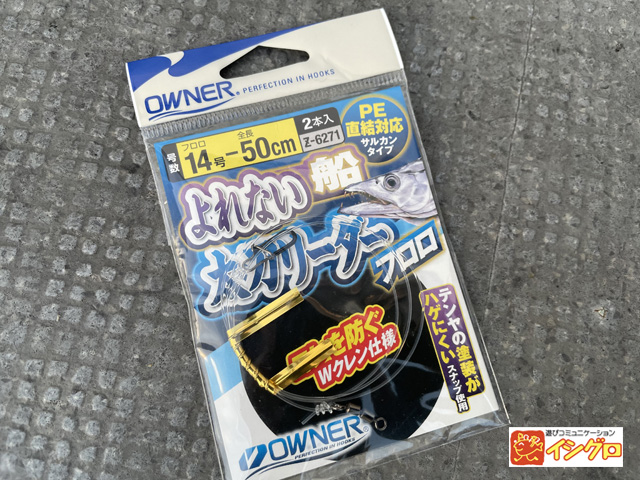 OWNER
PERFECTION IN HOOKS
号数
フロロ
14号-
全長
50cm
2本入
Z-6271
PE
直結対応
サルカン
タイプ
よれない船
太刀リーダー
フロロ
を防ぐ
Wクレン仕様
テンヤの塗装が
ハゲにくい
スナップ使用
OWNER
PERFECTION IN HOOKS
遊びコミュニケーション
イシグロ